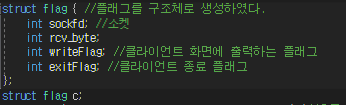 struct flag { //플래그를 구조체로 생성하였다.
int sockfd; //소켓
int rcv_byte;
int writeFlag; //클라이언트 화면에 출력하는 플래그
int exitFlag; //클라이언트 종료 플래그
};
struct flag c;